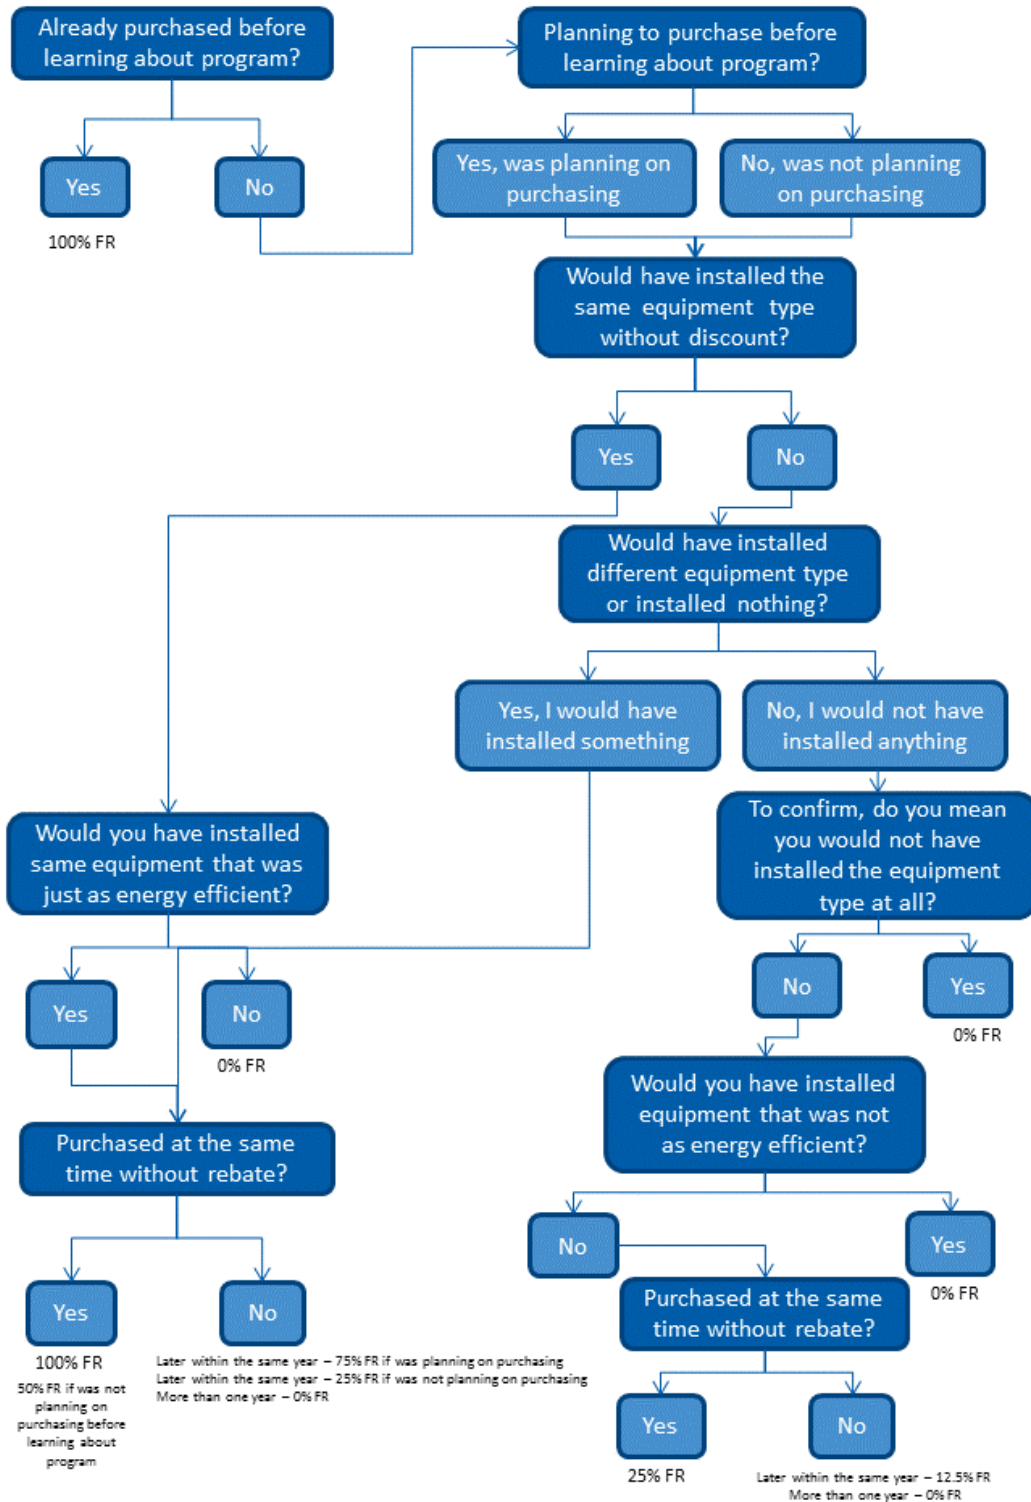 Already purchased before
learning about program?
Planning to purchase before
learning about program?
Yes
No
100% FR
Yes, was planning on
purchasing
No, was not planning
on purchasing
Would have installed the
same equipment type
without discount?
Yes
No
Would have installed
different equipment type
or installed nothing?
Yes, I would have
installed something
No, I would not have
installed anything
Would you have installed
same equipment that was
just as energy efficient?
To confirm, do you mean
you would not have
installed the equipment
type at all?
Yes
No
0% FR
No
Yes
0% FR
Would you have installed
equipment that was not
as energy efficient?
Purchased at the same
time without rebate?
No
Yes
0% FR
Yes
100% FR
50% FR if was not
planning on
purchasing before
learning about
program
No
Later within the same year – 75% FR if was planning on purchasing
Later within the same year – 25% FR if was not planning on purchasing
More than one year – 0% FR
Purchased at the same
time without rebate?
Yes
25% FR
No
Later within the same year – 12.5% FR
More than one year – 0% FR